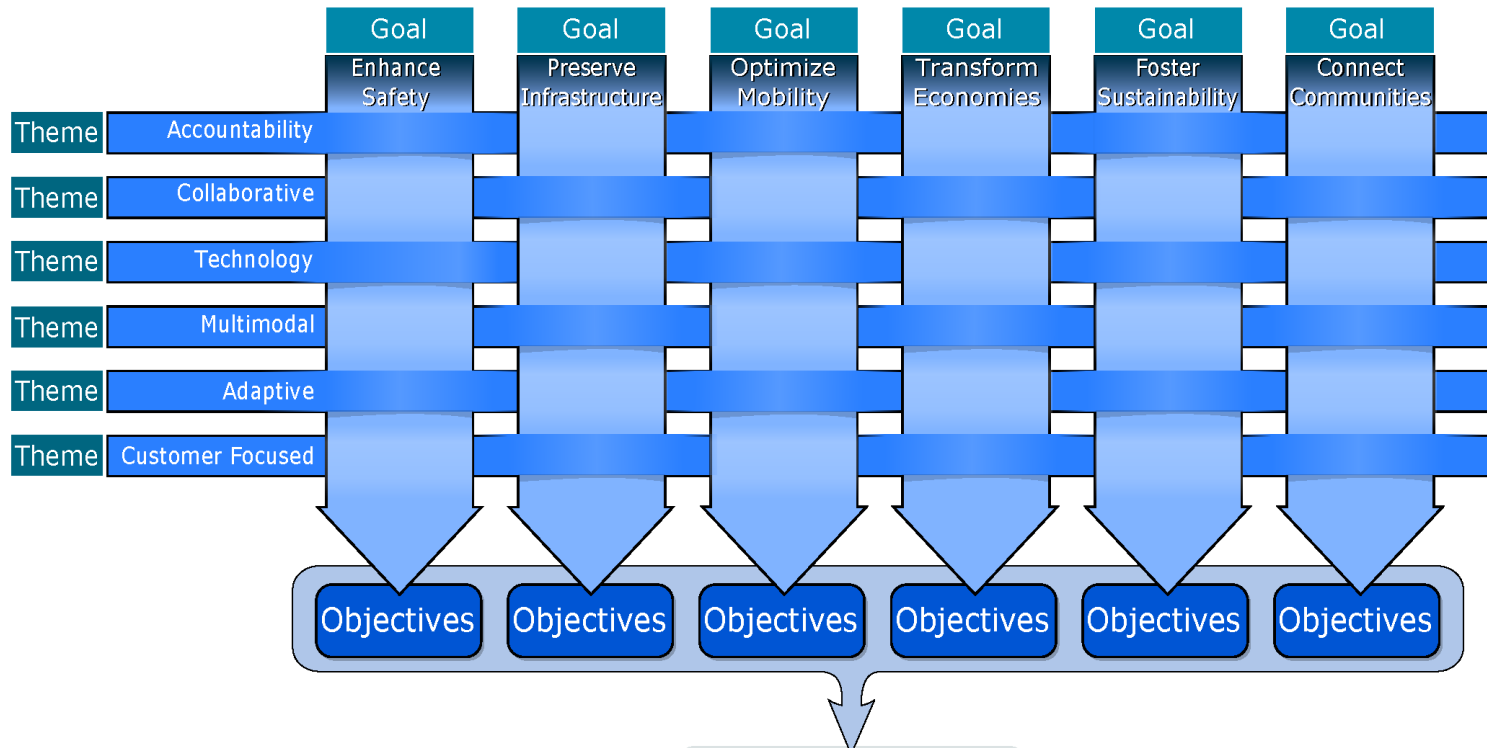 Goal Goal Goal Goal Goal Goal
Enhance Preserve Optimize Transform Foster Connect
Safety Infrastructure Mobility Economies Sustainability Communities
Theme Accountability
Theme Collaborative
Theme Technology
Theme Multimodal
Theme Adaptive
Theme Customer Focused
Objectives Objectives Objectives Objectives Objectives Objectives